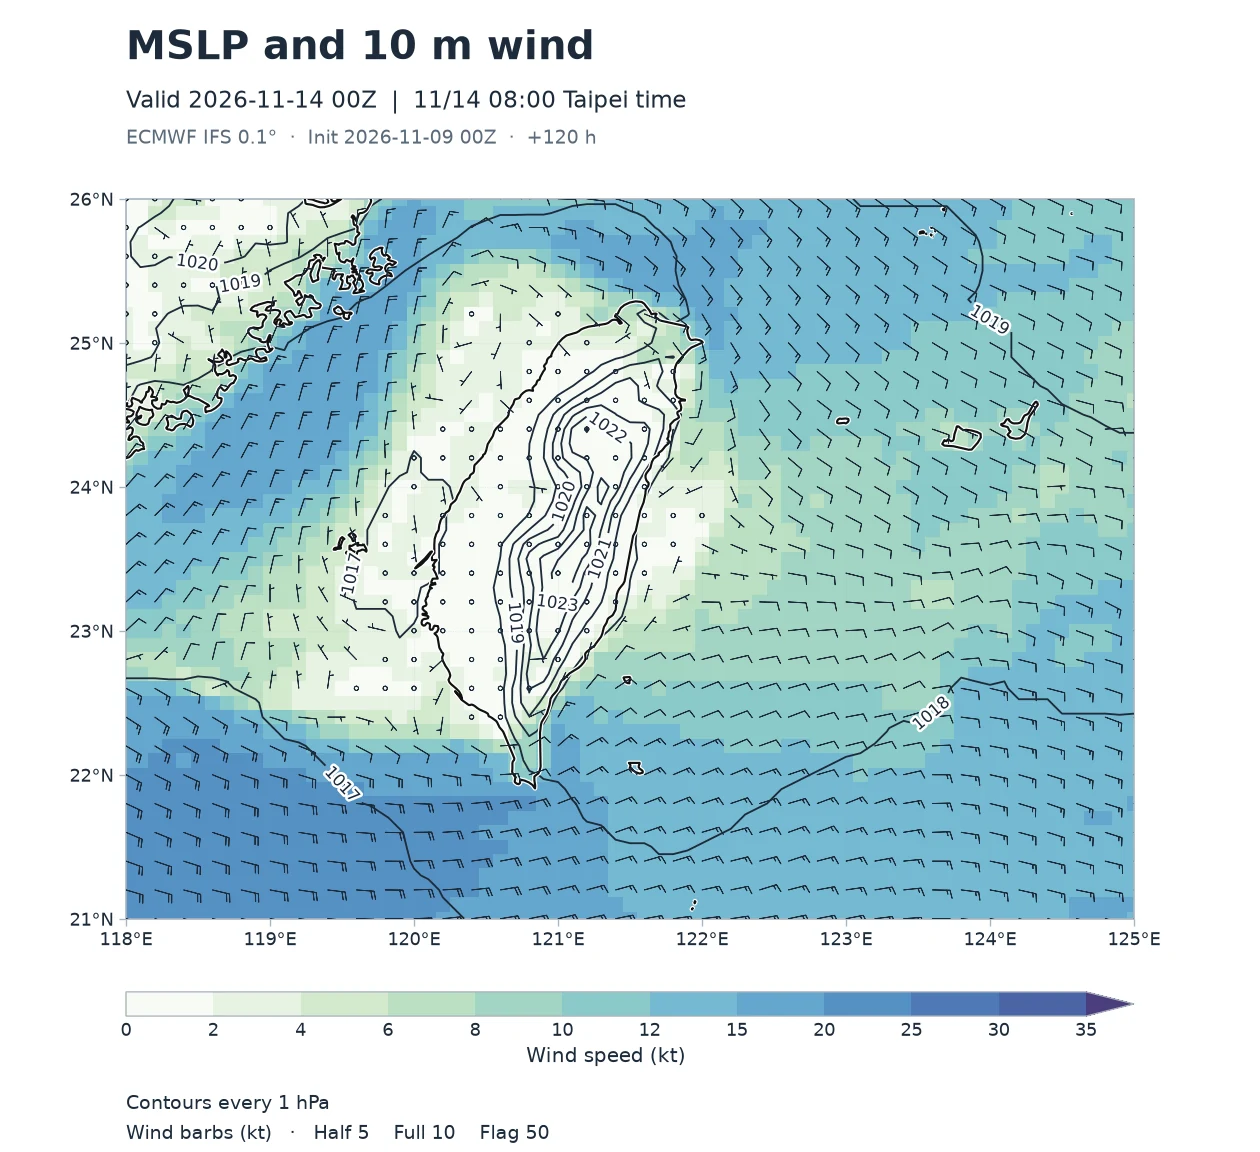 MSLP and 10 m wind
Valid 2026-11-14 00Z | 11/14 08:00 Taipei time
ECMWF IFS 0.1° · Init 2026-11-09 00Z · +120 h
26°N
25°N
24°N
23°N
22°N
21°N
1020
1019
1019
1022
1020
1021
1017
1023
1019
1018
1017
118°E 119°E 120°E 121°E 122°E 123°E 124°E 125°E
0 2 4 6 8 10 12 15 20 25 30 35
Wind speed (kt)
Contours every 1 hPa
Wind barbs (kt) · Half 5 Full 10 Flag 50